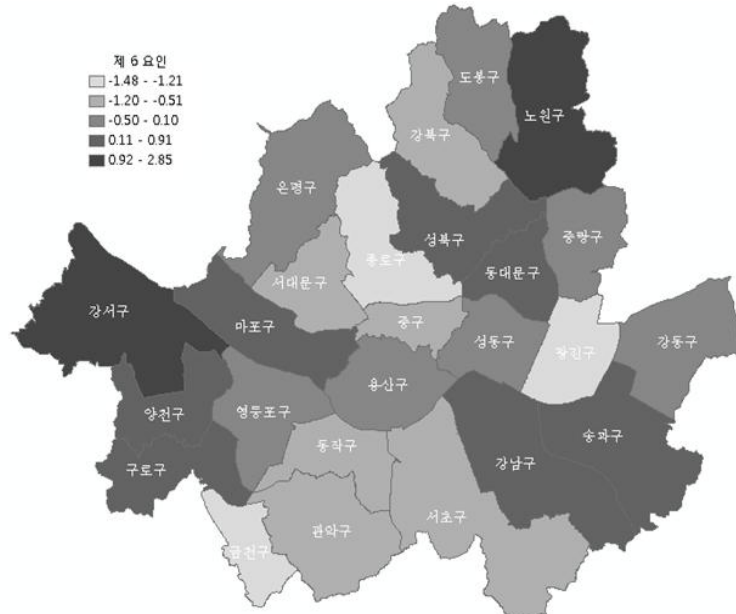 제 6 요인
-1.48 - -1.21
-1.20 - -0.51
-0.50 - 0.10
0.11 - 0.91
0.92 - 2.85
도봉구
노원구
강북구
은평구
성북구
중랑구
종로구
동대문구
서대문구
강서구
마포구
중구
성동구
광진구
강동구
용산구
양천구
영등포구
송파구
동작구
강남구
구로구
서초구
관악구
금천구